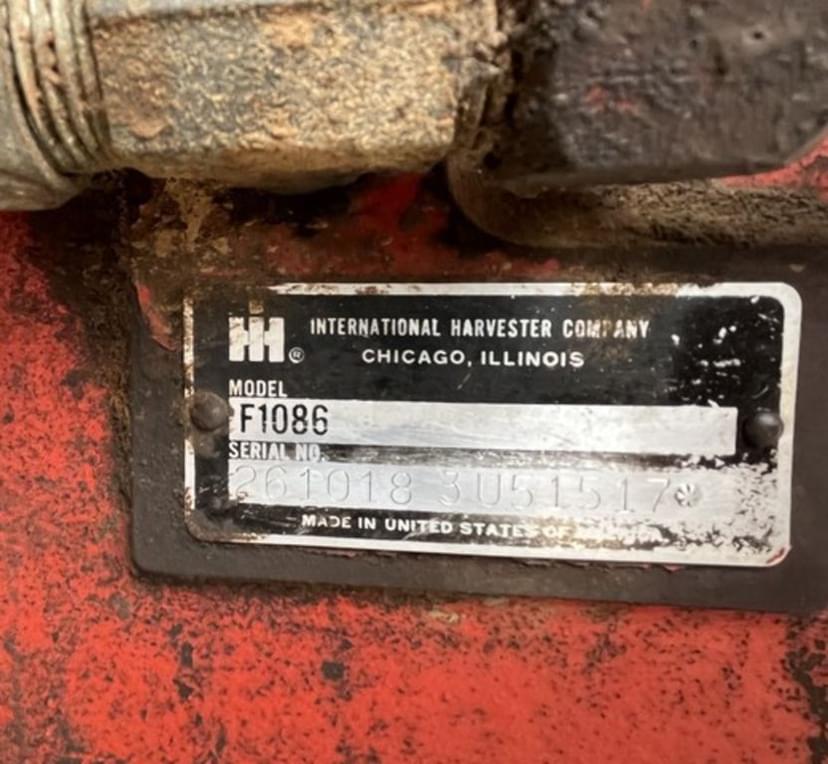 IH® INTERNATIONAL HARVESTER COMPANY
CHICAGO, ILLINOIS
MODEL
F1086
SERIAL NO.
261018 3U51517*
MADE IN UNITED STATES OF